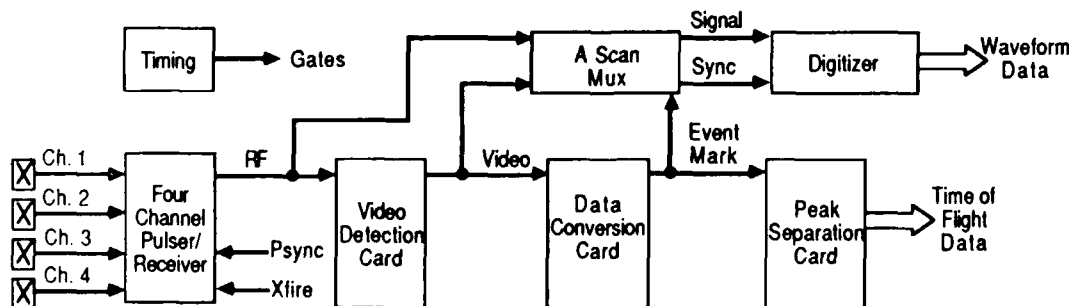 Timing
Gates
A Scan
Mux
Signal
Sync
Digitizer
Waveform
Data
Ch. 1
Ch. 2
Ch. 3
Ch. 4
X
X
X
X
Four
Channel
Pulser/
Receiver
RF
Psync
Xfire
Video
Detection
Card
Video
Data
Conversion
Card
Event
Mark
Peak
Separation
Card
Time of
Flight
Data